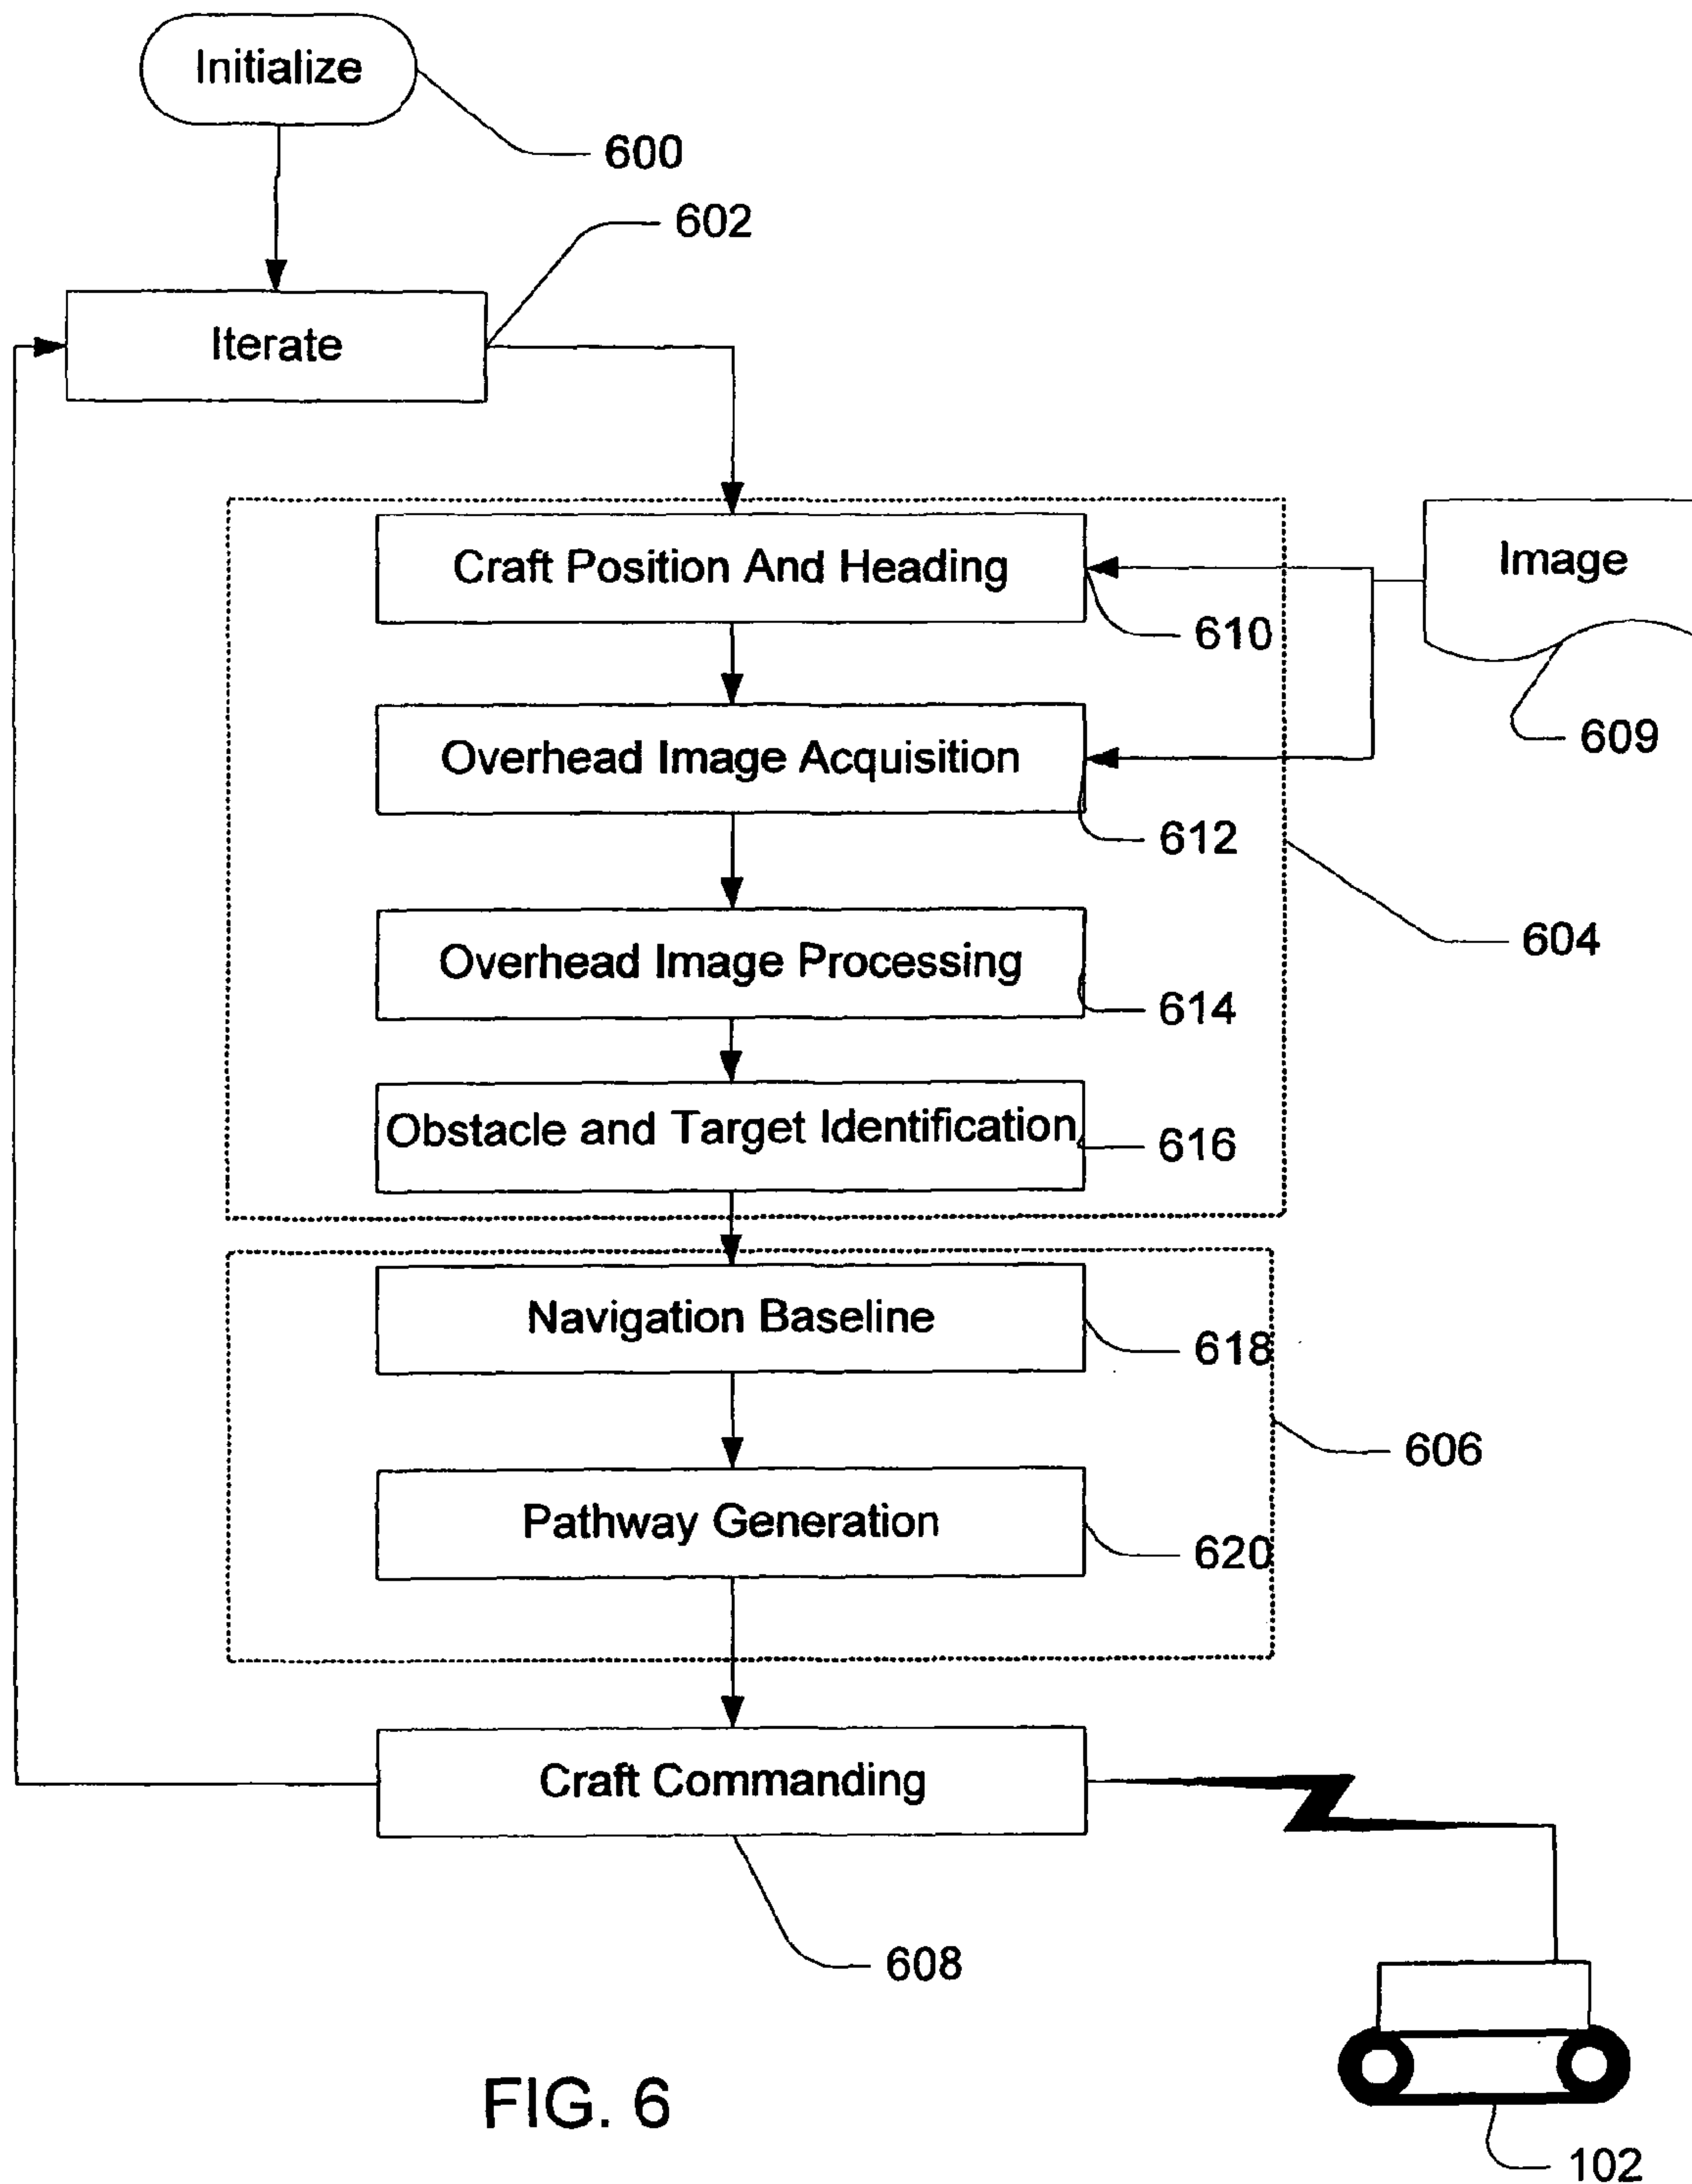 Initialize
600
602
Iterate
Craft Position And Heading
Image
610
609
Overhead Image Acquisition
612
604
Overhead Image Processing
614
Obstacle and Target Identification
616
Navigation Baseline
618
606
Pathway Generation
620
Craft Commanding
608
FIG. 6
102